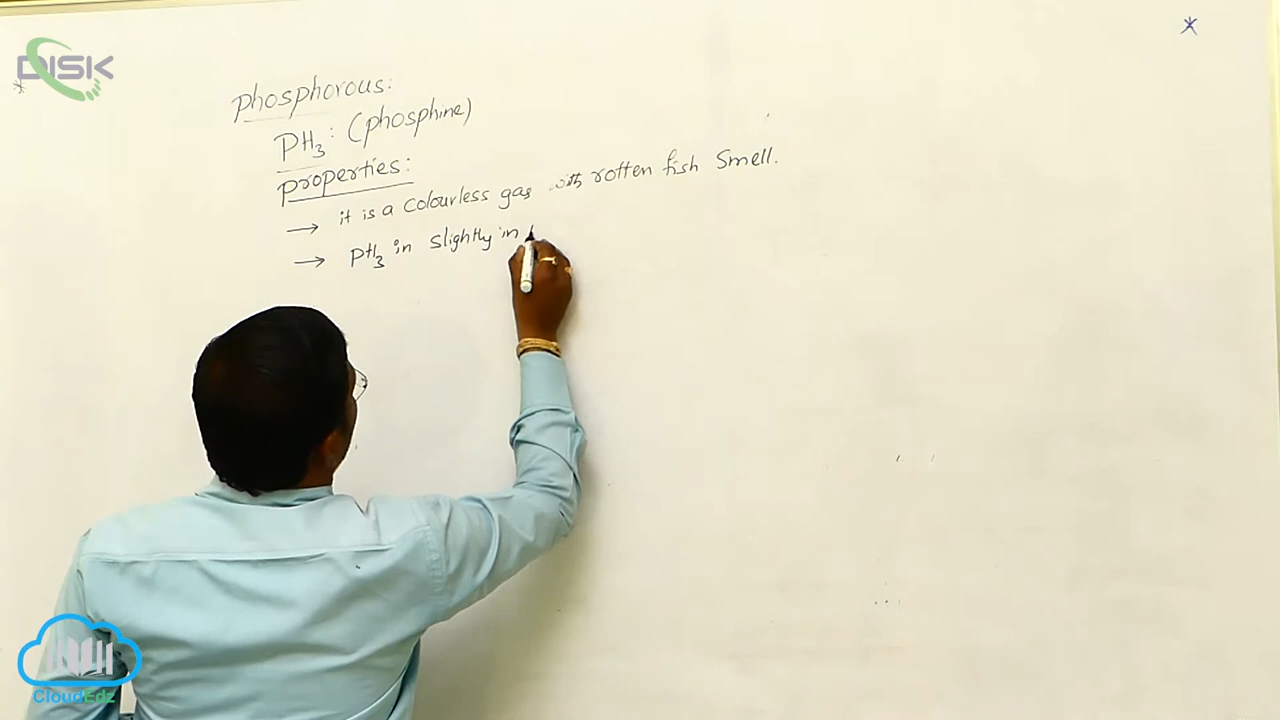 DISK
phosphorous:
PH3: (phosphine)
properties:
→ it is a colourless gas with rotten fish smell.
→ PH3 in slightly in
CloudEdz